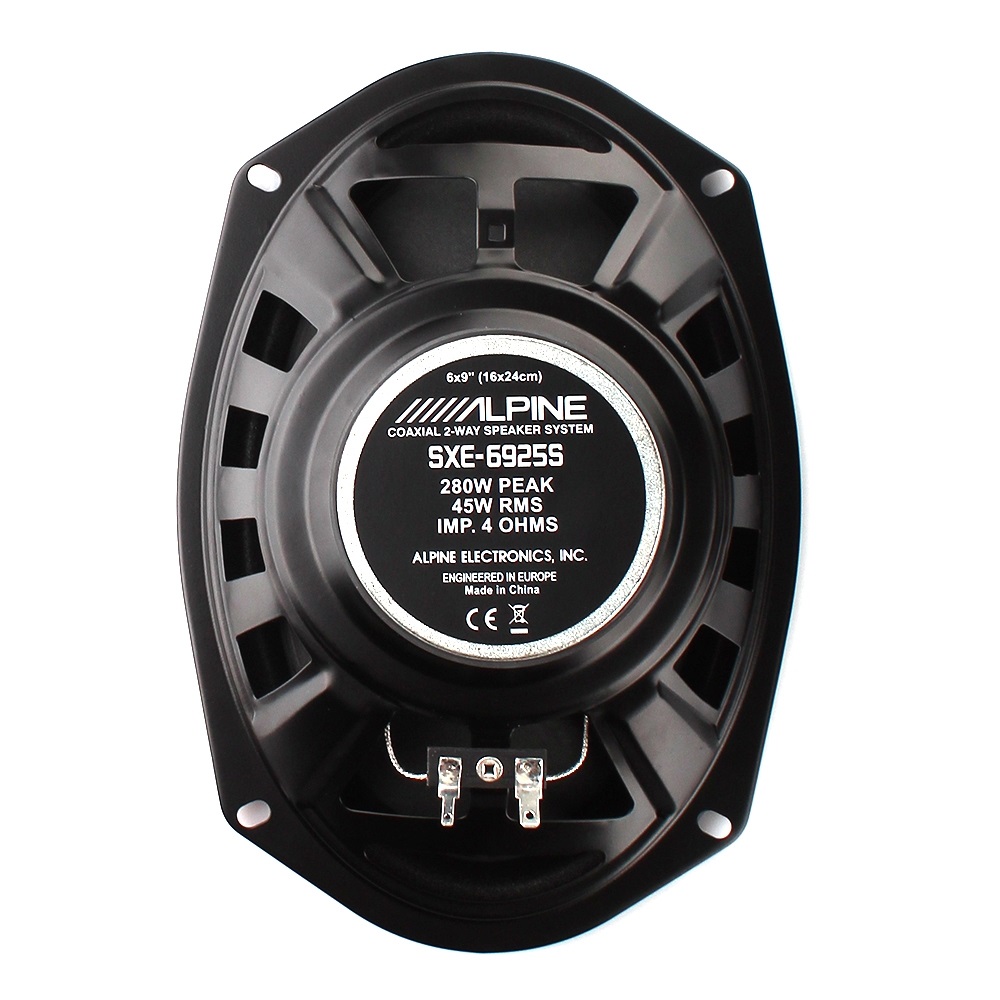 6x9" (16x24cm)
ALPINE
COAXIAL 2-WAY SPEAKER SYSTEM
SXE-6925S
280W PEAK
45W RMS
IMP. 4 OHMS
ALPINE ELECTRONICS, INC.
ENGINEERED IN EUROPE
Made in China
CE